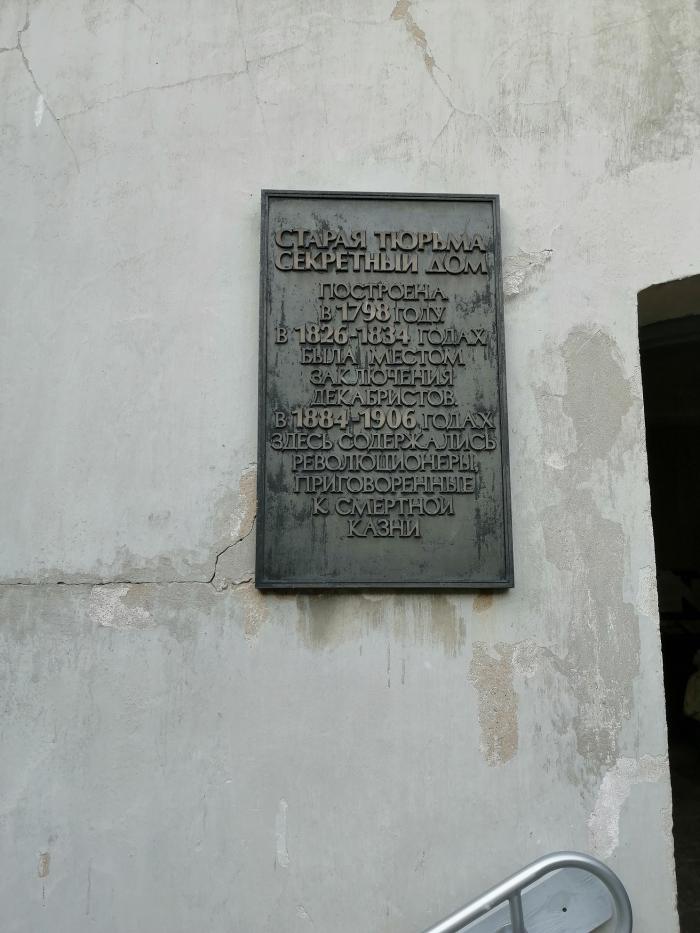 СТАРАЯ ТЮРЬМА
СЕКРЕТНЫЙ ДОМ
ПОСТРОЕНА
В 1798 ГОДУ.
В 1826-1834 ГОДАХ
БЫЛА МЕСТОМ
ЗАКЛЮЧЕНИЯ
ДЕКАБРИСТОВ.
В 1884-1906 ГОДАХ
ЗДЕСЬ СОДЕРЖАЛИСЬ
РЕВОЛЮЦИОНЕРЫ,
ПРИГОВОРЕННЫЕ
К СМЕРТНОЙ
КАЗНИ